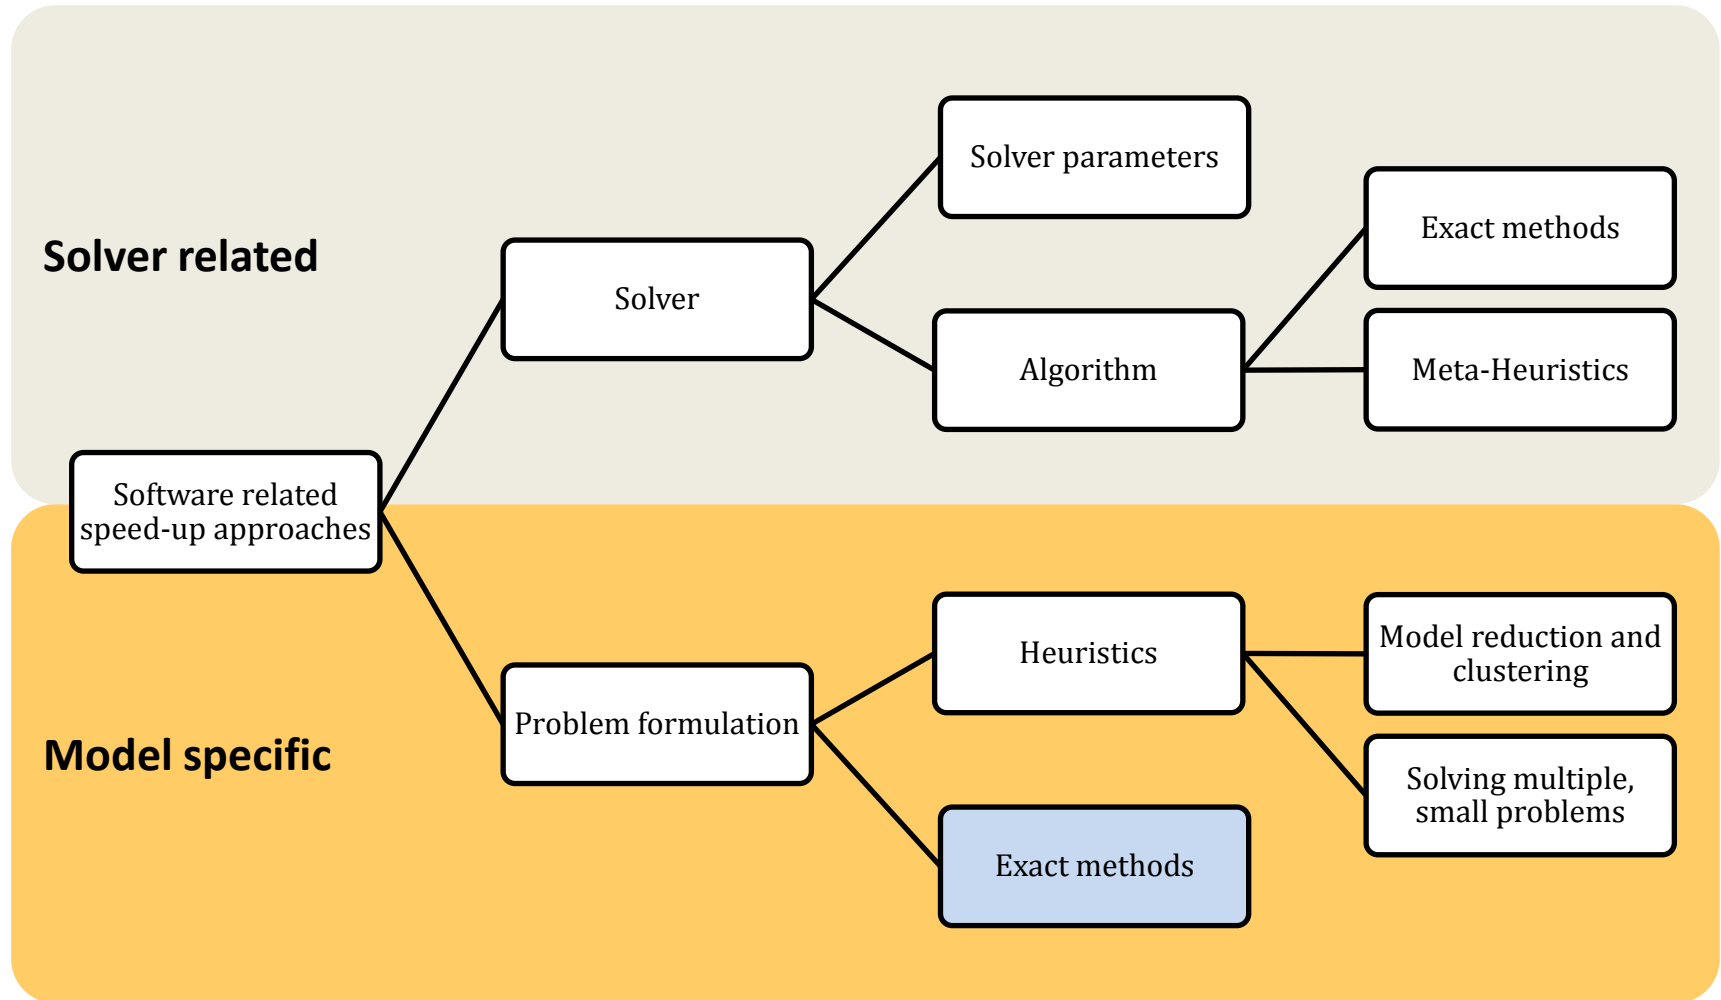 Solver related
Solver parameters
Exact methods
Solver
Algorithm
Meta-Heuristics
Software related
speed-up approaches
Model specific
Heuristics
Model reduction and
clustering
Problem formulation
Solving multiple,
small problems
Exact methods